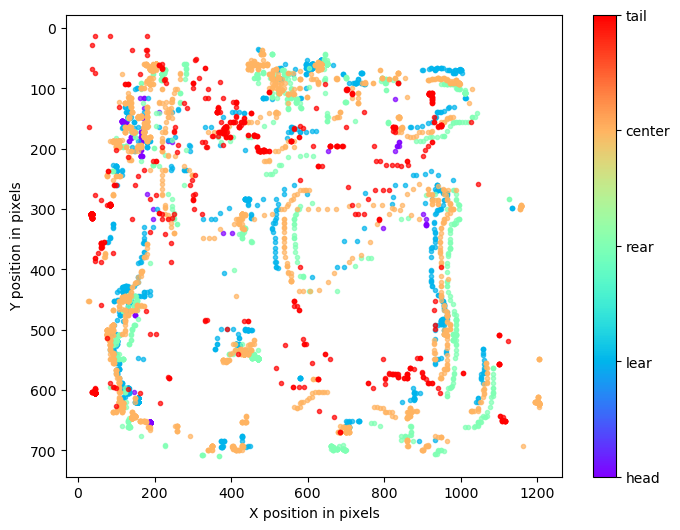 0
100
200
300
400
500
600
700
Y position in pixels
0 200 400 600 800 1000 1200
X position in pixels
tail
center
rear
lear
head